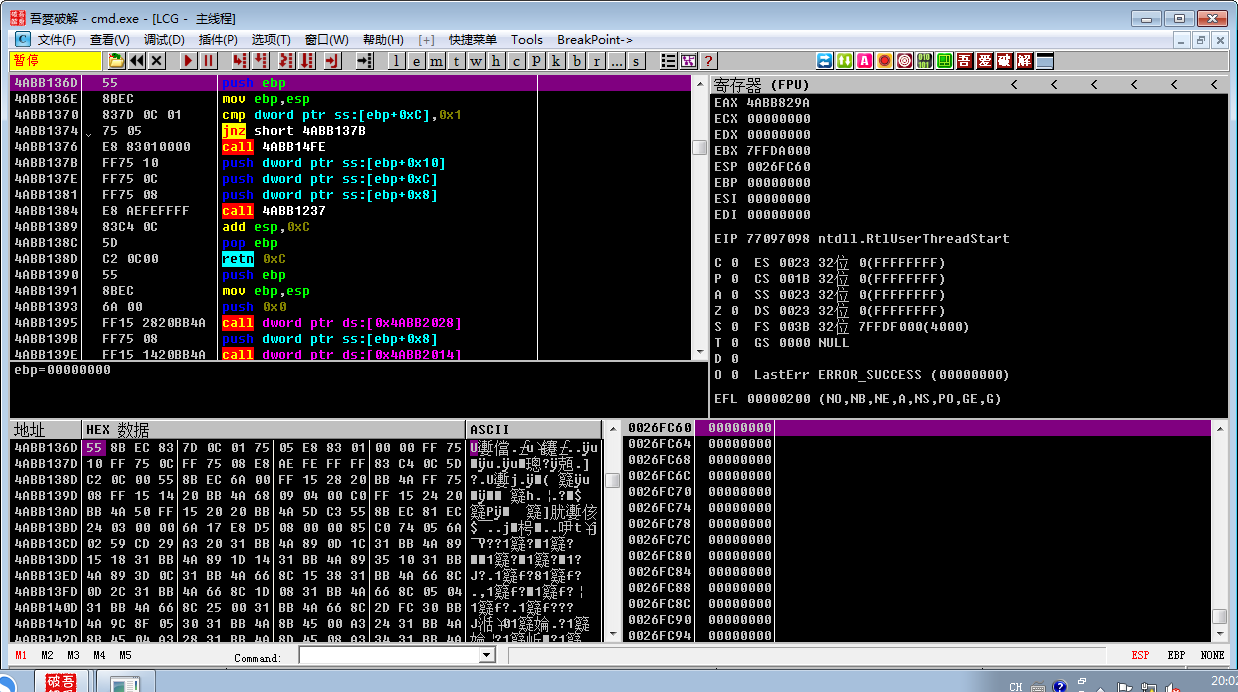 吾爱破解 - cmd.exe - [LCG - 主线程]
文件(F) 查看(V) 调试(D) 插件(P) 选项(T) 窗口(W) 帮助(H) [+] 快捷菜单 Tools BreakPoint->
暂停 l e m t w h c P k b r ... s ? 吾 爱 破 解
4ABB136D 55 push ebp
4ABB136E 8BEC mov ebp,esp
4ABB1370 837D 0C 01 cmp dword ptr ss:[ebp+0xC],0x1
4ABB1374 75 05 jnz short 4ABB137B
4ABB1376 E8 83010000 call 4ABB14FE
4ABB137B FF75 10 push dword ptr ss:[ebp+0x10]
4ABB137E FF75 0C push dword ptr ss:[ebp+0xC]
4ABB1381 FF75 08 push dword ptr ss:[ebp+0x8]
4ABB1384 E8 AEFEFFFF call 4ABB1237
4ABB1389 83C4 0C add esp,0xC
4ABB138C 5D pop ebp
4ABB138D C2 0C00 retn 0xC
4ABB1390 55 push ebp
4ABB1391 8BEC mov ebp,esp
4ABB1393 6A 00 push 0x0
4ABB1395 FF15 2820BB4A call dword ptr ds:[0x4ABB2028]
4ABB139B FF75 08 push dword ptr ss:[ebp+0x8]
4ABB139E FF15 1420BB4A call dword ptr ds:[0x4ABB2014]
ebp=00000000
寄存器 (FPU) < < < < < <
EAX 4ABB829A
ECX 00000000
EDX 00000000
EBX 7FFDA000
ESP 0026FC60
EBP 00000000
ESI 00000000
EDI 00000000
EIP 77097098 ntdll.RtlUserThreadStart
C 0 ES 0023 32位 0(FFFFFFFF)
P 0 CS 001B 32位 0(FFFFFFFF)
A 0 SS 0023 32位 0(FFFFFFFF)
Z 0 DS 0023 32位 0(FFFFFFFF)
S 0 FS 003B 32位 7FFDF000(4000)
T 0 GS 0000 NULL
D 0
O 0 LastErr ERROR_SUCCESS (00000000)
EFL 00000200 (NO,NB,NE,A,NS,PO,GE,G)
地址 HEX 数据 ASCII
4ABB136D 55 8B EC 83 7D 0C 01 75 05 E8 83 01 00 00 FF 75
4ABB137D 10 FF 75 0C FF 75 08 E8 AE FE FF FF 83 C4 0C 5D
4ABB138D C2 0C 00 55 8B EC 6A 00 FF 15 28 20 BB 4A FF 75
4ABB139D 08 FF 15 14 20 BB 4A 68 09 04 00 C0 FF 15 24 20
4ABB13AD BB 4A 50 FF 15 20 20 BB 4A 5D C3 55 8B EC 81 EC
4ABB13BD 24 03 00 00 6A 17 E8 D5 08 00 00 85 C0 74 05 6A
4ABB13CD 02 59 CD 29 A3 20 31 BB 4A 89 0D 1C 31 BB 4A 89
4ABB13DD 15 18 31 BB 4A 89 1D 14 31 BB 4A 89 35 10 31 BB
4ABB13ED 4A 89 3D 0C 31 BB 4A 66 8C 15 38 31 BB 4A 66 8C
4ABB13FD 0D 2C 31 BB 4A 66 8C 1D 08 31 BB 4A 66 8C 05 04
4ABB140D 31 BB 4A 66 8C 25 00 31 BB 4A 66 8C 2D FC 30 BB
4ABB141D 4A 9C 8F 05 30 31 BB 4A 8B 45 00 A3 24 31 BB 4A
4ABB142D 8B 45 04 A3 28 31 BB 4A 8D 45 08 A3 34 31 BB 4A
0026FC60 00000000
0026FC64 00000000
0026FC68 00000000
0026FC6C 00000000
0026FC70 00000000
0026FC74 00000000
0026FC78 00000000
0026FC7C 00000000
0026FC80 00000000
0026FC84 00000000
0026FC88 00000000
0026FC8C 00000000
0026FC90 00000000
0026FC94 00000000
M1 M2 M3 M4 M5 Command: ESP EBP NONE
CH 20:02